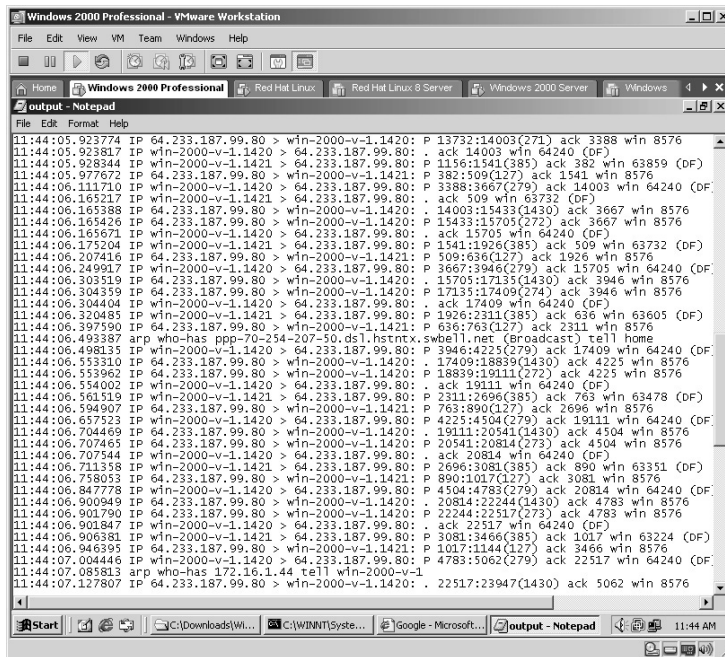 Windows 2000 Professional - VMware Workstation
File Edit View VM Team Windows Help
Home Windows 2000 Professional Red Hat Linux Red Hat Linux 8 Server Windows 2000 Server Windows
output - Notepad
File Edit Format Help
11:44:05.923774 IP 64.233.187.99.80 > win-2000-v-1.1420: P 13732:14003(271) ack 3388 win 8576
11:44:05.923817 IP win-2000-v-1.1420 > 64.233.187.99.80: . ack 14003 win 64240 (DF)
11:44:05.928344 IP win-2000-v-1.1421 > 64.233.187.99.80: P 1156:1541(385) ack 382 win 63859 (DF)
11:44:05.977672 IP 64.233.187.99.80 > win-2000-v-1.1421: P 382:509(127) ack 1541 win 8576
11:44:06.111710 IP win-2000-v-1.1420 > 64.233.187.99.80: P 3388:3667(279) ack 14003 win 64240 (DF)
11:44:06.165217 IP win-2000-v-1.1421 > 64.233.187.99.80: . ack 509 win 63732 (DF)
11:44:06.165388 IP 64.233.187.99.80 > win-2000-v-1.1420: . 14003:15433(1430) ack 3667 win 8576
11:44:06.165426 IP 64.233.187.99.80 > win-2000-v-1.1420: P 15433:15705(272) ack 3667 win 8576
11:44:06.165671 IP win-2000-v-1.1420 > 64.233.187.99.80: . ack 15705 win 64240 (DF)
11:44:06.175204 IP win-2000-v-1.1421 > 64.233.187.99.80: P 1541:1926(385) ack 509 win 63732 (DF)
11:44:06.207416 IP 64.233.187.99.80 > win-2000-v-1.1421: P 509:636(127) ack 1926 win 8576
11:44:06.249917 IP win-2000-v-1.1420 > 64.233.187.99.80: P 3667:3946(279) ack 15705 win 64240 (DF)
11:44:06.303519 IP 64.233.187.99.80 > win-2000-v-1.1420: . 15705:17135(1430) ack 3946 win 8576
11:44:06.304359 IP 64.233.187.99.80 > win-2000-v-1.1420: P 17135:17409(274) ack 3946 win 8576
11:44:06.304404 IP win-2000-v-1.1420 > 64.233.187.99.80: . ack 17409 win 64240 (DF)
11:44:06.320485 IP win-2000-v-1.1421 > 64.233.187.99.80: P 1926:2311(385) ack 636 win 63605 (DF)
11:44:06.397590 IP 64.233.187.99.80 > win-2000-v-1.1421: P 636:763(127) ack 2311 win 8576
11:44:06.493387 arp who-has ppp-70-254-207-50.dsl.hstntx.swbell.net (Broadcast) tell home
11:44:06.498135 IP win-2000-v-1.1420 > 64.233.187.99.80: P 3946:4225(279) ack 17409 win 64240 (DF)
11:44:06.553310 IP 64.233.187.99.80 > win-2000-v-1.1420: . 17409:18839(1430) ack 4225 win 8576
11:44:06.553962 IP 64.233.187.99.80 > win-2000-v-1.1420: P 18839:19111(272) ack 4225 win 8576
11:44:06.554002 IP win-2000-v-1.1420 > 64.233.187.99.80: . ack 19111 win 64240 (DF)
11:44:06.561519 IP win-2000-v-1.1421 > 64.233.187.99.80: P 2311:2696(385) ack 763 win 63478 (DF)
11:44:06.594907 IP 64.233.187.99.80 > win-2000-v-1.1421: P 763:890(127) ack 2696 win 8576
11:44:06.657523 IP win-2000-v-1.1420 > 64.233.187.99.80: P 4225:4504(279) ack 19111 win 64240 (DF)
11:44:06.704469 IP 64.233.187.99.80 > win-2000-v-1.1420: . 19111:20541(1430) ack 4504 win 8576
11:44:06.707465 IP 64.233.187.99.80 > win-2000-v-1.1420: P 20541:20814(273) ack 4504 win 8576
11:44:06.707544 IP win-2000-v-1.1420 > 64.233.187.99.80: . ack 20814 win 64240 (DF)
11:44:06.711358 IP win-2000-v-1.1421 > 64.233.187.99.80: P 2696:3081(385) ack 890 win 63351 (DF)
11:44:06.758053 IP 64.233.187.99.80 > win-2000-v-1.1421: P 890:1017(127) ack 3081 win 8576
11:44:06.847778 IP win-2000-v-1.1420 > 64.233.187.99.80: P 4504:4783(279) ack 20814 win 64240 (DF)
11:44:06.900949 IP 64.233.187.99.80 > win-2000-v-1.1420: . 20814:22244(1430) ack 4783 win 8576
11:44:06.901790 IP 64.233.187.99.80 > win-2000-v-1.1420: P 22244:22517(273) ack 4783 win 8576
11:44:06.901847 IP win-2000-v-1.1420 > 64.233.187.99.80: . ack 22517 win 64240 (DF)
11:44:06.906381 IP win-2000-v-1.1421 > 64.233.187.99.80: P 3081:3466(385) ack 1017 win 63224 (DF)
11:44:06.946395 IP 64.233.187.99.80 > win-2000-v-1.1421: P 1017:1144(127) ack 3466 win 8576
11:44:07.004446 IP win-2000-v-1.1420 > 64.233.187.99.80: P 4783:5062(279) ack 22517 win 64240 (DF)
11:44:07.085813 arp who-has 172.16.1.44 tell win-2000-v-1
11:44:07.127807 IP 64.233.187.99.80 > win-2000-v-1.1420: . 22517:23947(1430) ack 5062 win 8576
Start C:\Downloads\Wi... C:\WINNT\Syste... Google - Microsoft... output - Notepad 11:44 AM